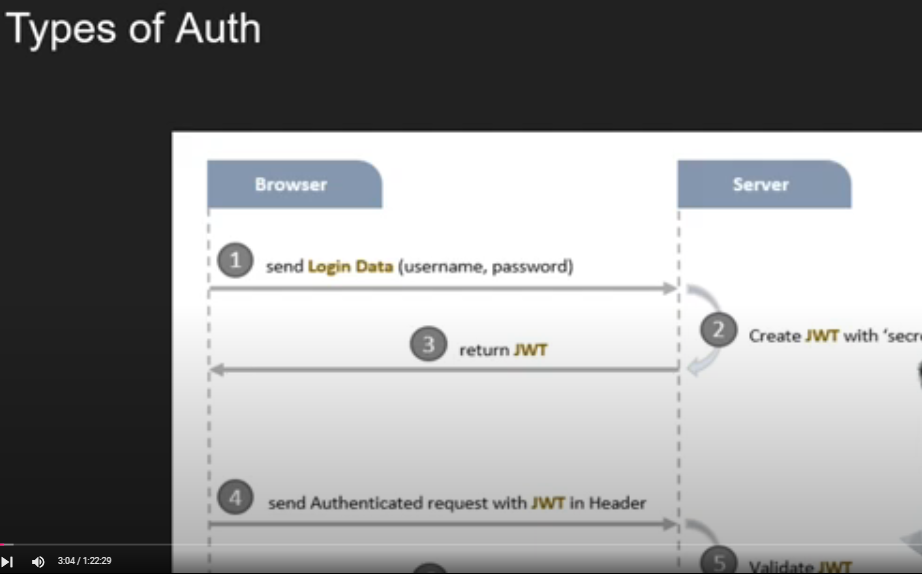 Types of Auth
Browser
Server
1
send Login Data (username, password)
2
Create JWT with ‘secr
3
return JWT
4
send Authenticated request with JWT in Header
5
Validate JWT
3:04 / 1:22:29